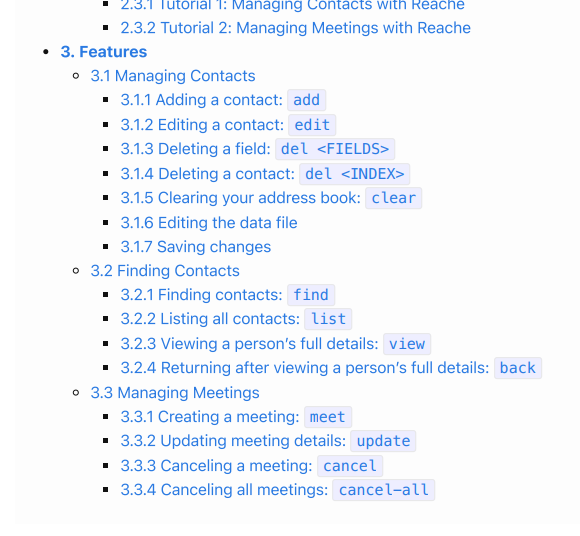 2.3.1 Tutorial 1: Managing Contacts with Reache
2.3.2 Tutorial 2: Managing Meetings with Reache
3. Features
3.1 Managing Contacts
3.1.1 Adding a contact: add
3.1.2 Editing a contact: edit
3.1.3 Deleting a field: del <FIELDS>
3.1.4 Deleting a contact: del <INDEX>
3.1.5 Clearing your address book: clear
3.1.6 Editing the data file
3.1.7 Saving changes
3.2 Finding Contacts
3.2.1 Finding contacts: find
3.2.2 Listing all contacts: list
3.2.3 Viewing a person’s full details: view
3.2.4 Returning after viewing a person’s full details: back
3.3 Managing Meetings
3.3.1 Creating a meeting: meet
3.3.2 Updating meeting details: update
3.3.3 Canceling a meeting: cancel
3.3.4 Canceling all meetings: cancel-all